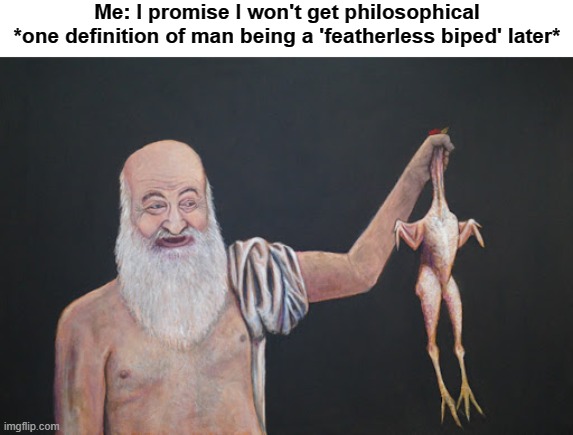 Me: I promise I won't get philosophical
*one definition of man being a 'featherless biped' later*
imgflip.com